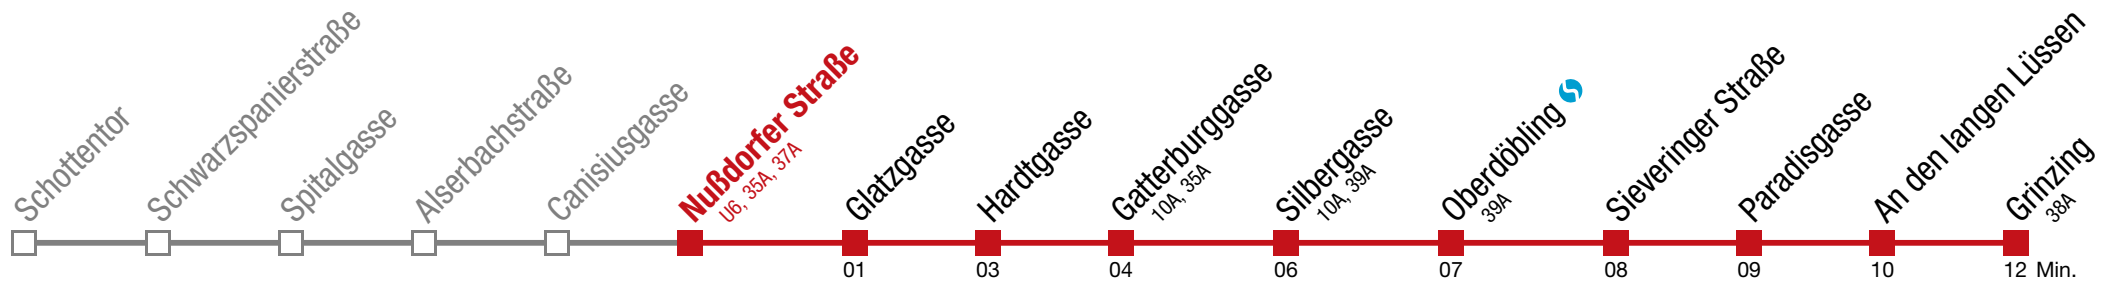 Schottentor
Schwarzspanierstraße
Spitalgasse
Alserbachstraße
Canisiusgasse
Nußdorfer Straße
U6, 35A, 37A
Glatzgasse
Hardtgasse
Gatterburggasse
10A, 35A
Silbergasse
10A, 39A
Oberdöbling
39A
Sieveringer Straße
Paradisgasse
An den langen Lüssen
Grinzing
38A
01 03 04 06 07 08 09 10 12 Min.